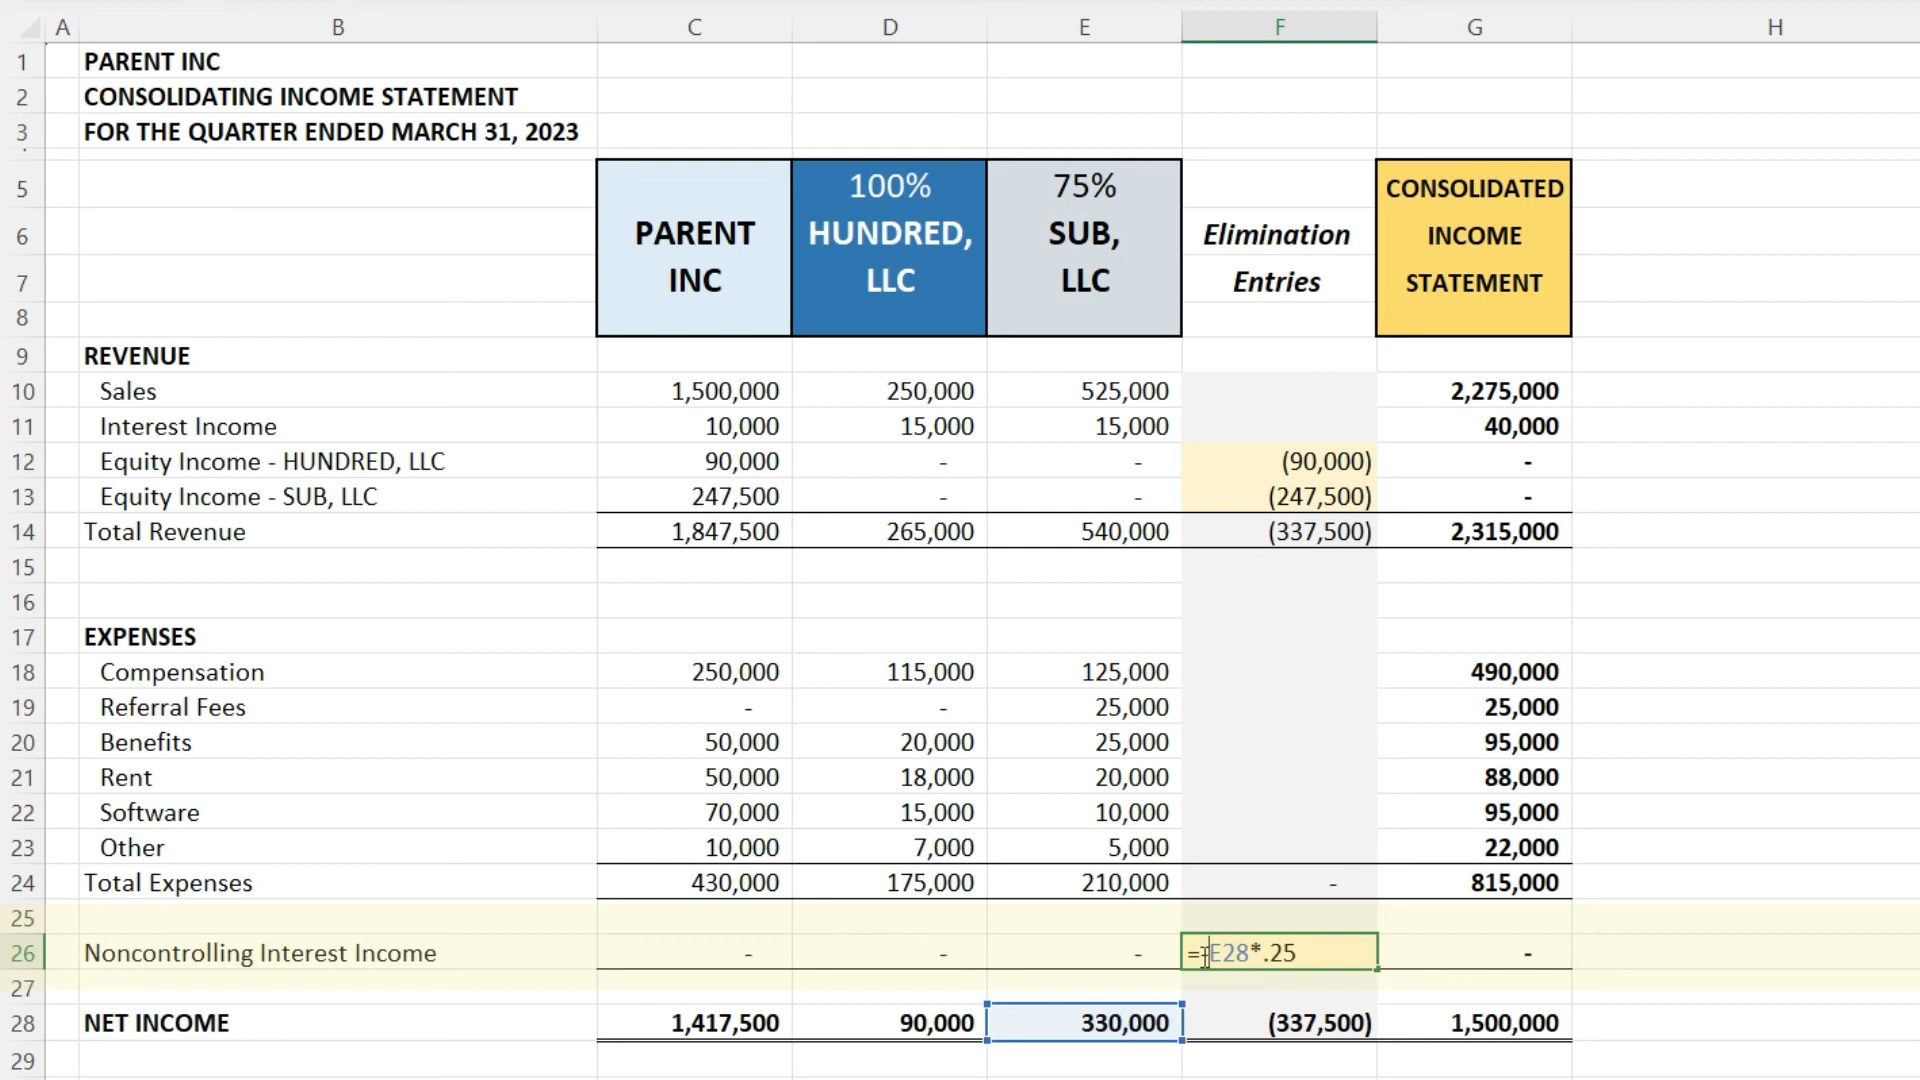 A B C D E F G H
1 PARENT INC
2 CONSOLIDATING INCOME STATEMENT
3 FOR THE QUARTER ENDED MARCH 31, 2023
5 100% 75% CONSOLIDATED
6 PARENT HUNDRED, SUB, Elimination INCOME
7 INC LLC LLC Entries STATEMENT
8
9 REVENUE
10 Sales 1,500,000 250,000 525,000 2,275,000
11 Interest Income 10,000 15,000 15,000 40,000
12 Equity Income - HUNDRED, LLC 90,000 - - (90,000) -
13 Equity Income - SUB, LLC 247,500 - - (247,500) -
14 Total Revenue 1,847,500 265,000 540,000 (337,500) 2,315,000
15
16
17 EXPENSES
18 Compensation 250,000 115,000 125,000 490,000
19 Referral Fees - - 25,000 25,000
20 Benefits 50,000 20,000 25,000 95,000
21 Rent 50,000 18,000 20,000 88,000
22 Software 70,000 15,000 10,000 95,000
23 Other 10,000 7,000 5,000 22,000
24 Total Expenses 430,000 175,000 210,000 - 815,000
25
26 Noncontrolling Interest Income - - - =-E28*.25 -
27
28 NET INCOME 1,417,500 90,000 330,000 (337,500) 1,500,000
29